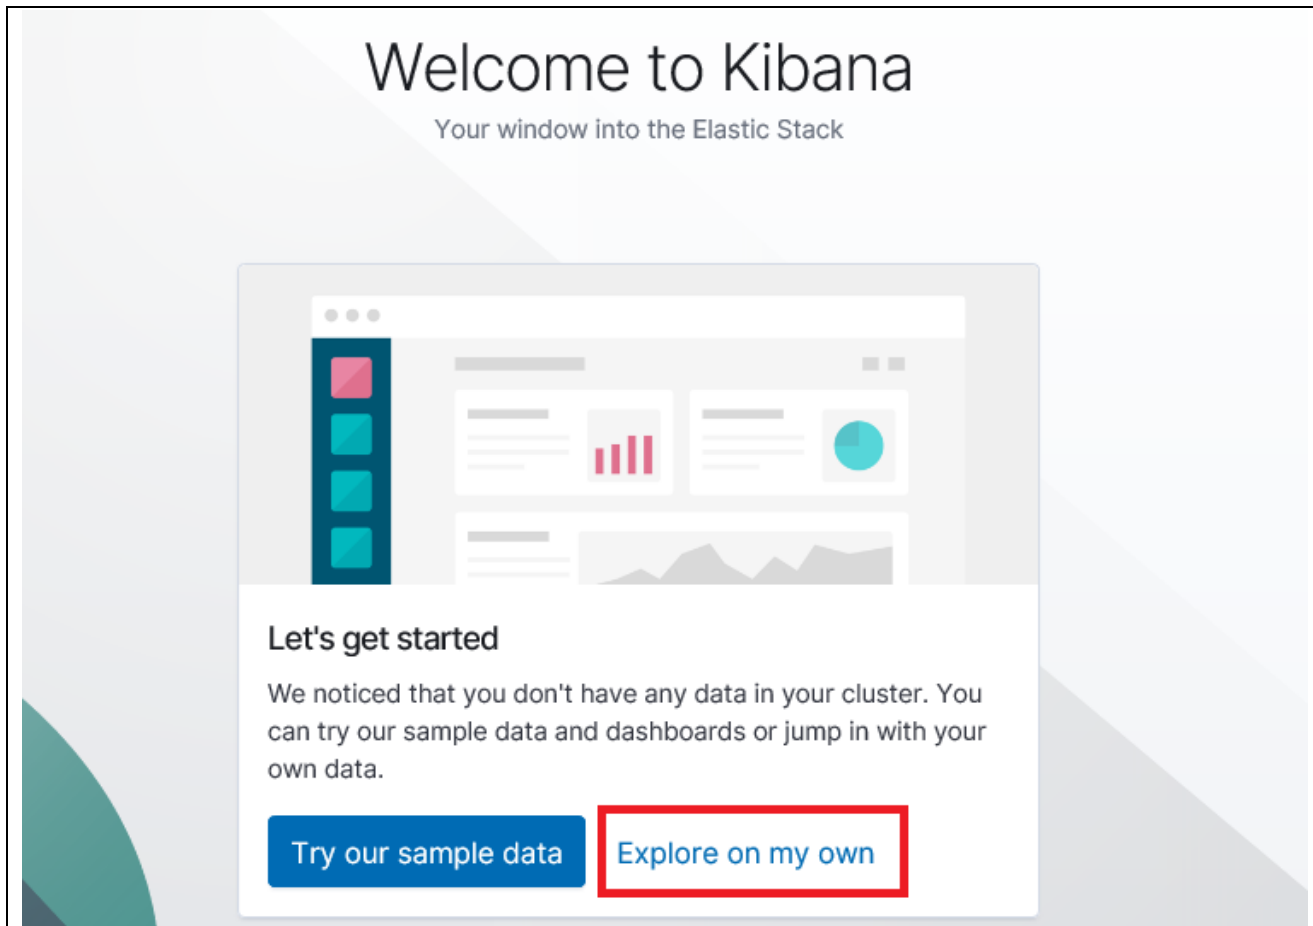 Welcome to Kibana
Your window into the Elastic Stack
Let's get started
We noticed that you don't have any data in your cluster. You
can try our sample data and dashboards or jump in with your
own data.
Try our sample data
Explore on my own